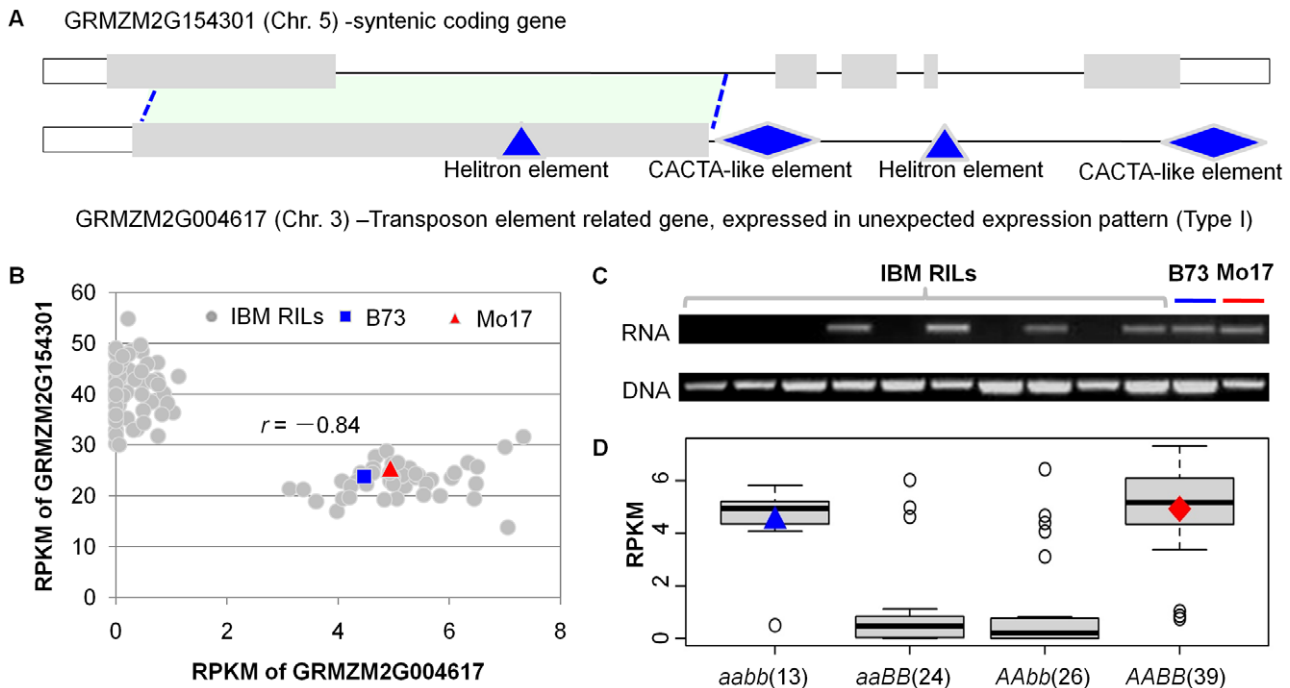 A
GRMZM2G154301 (Chr. 5) -syntenic coding gene
Helitron element
CACTA-like element
Helitron element
CACTA-like element
GRMZM2G004617 (Chr. 3) –Transposon element related gene, expressed in unexpected expression pattern (Type I)
B
60
50
40
30
20
10
0
0 2 4 6 8
IBM RILs B73 Mo17
r = −0.84
RPKM of GRMZM2G154301
RPKM of GRMZM2G004617
C
IBM RILs
B73 Mo17
RNA
DNA
D
RPKM
6
4
2
0
aabb(13) aaBB(24) AAbb(26) AABB(39)